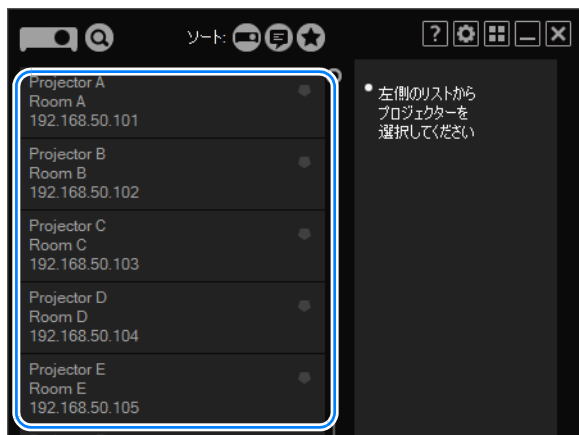 ソート:
?
Projector A
Room A
192.168.50.101
Projector B
Room B
192.168.50.102
Projector C
Room C
192.168.50.103
Projector D
Room D
192.168.50.104
Projector E
Room E
192.168.50.105
左側のリストから
プロジェクターを
選択してください